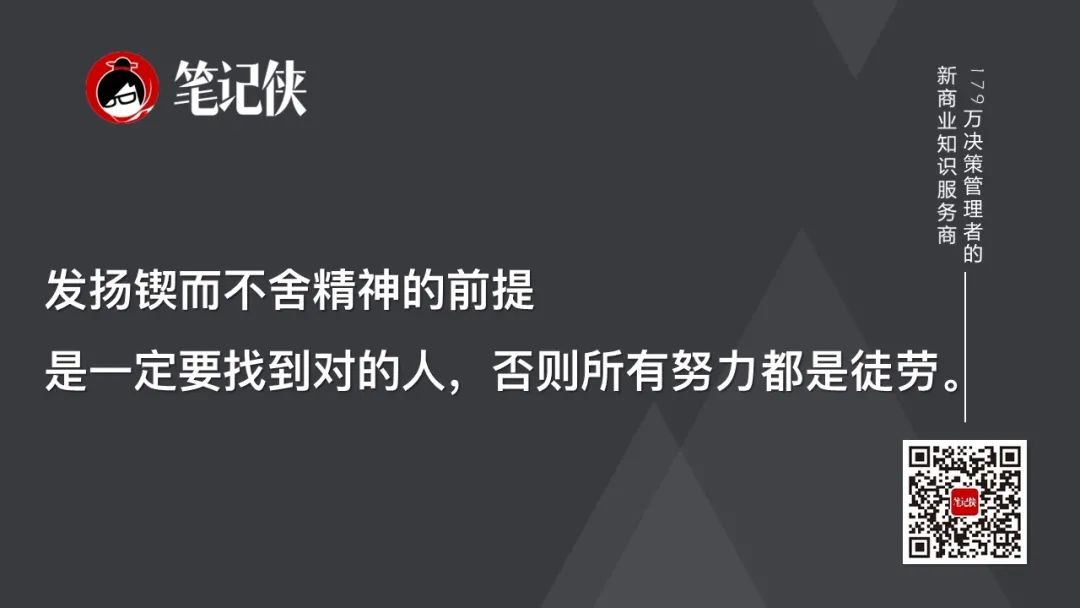 笔记侠
179万决策管理者的
新商业知识服务商
发扬锲而不舍精神的前提
是一定要找到对的人，否则所有努力都是徒劳。
笔记侠